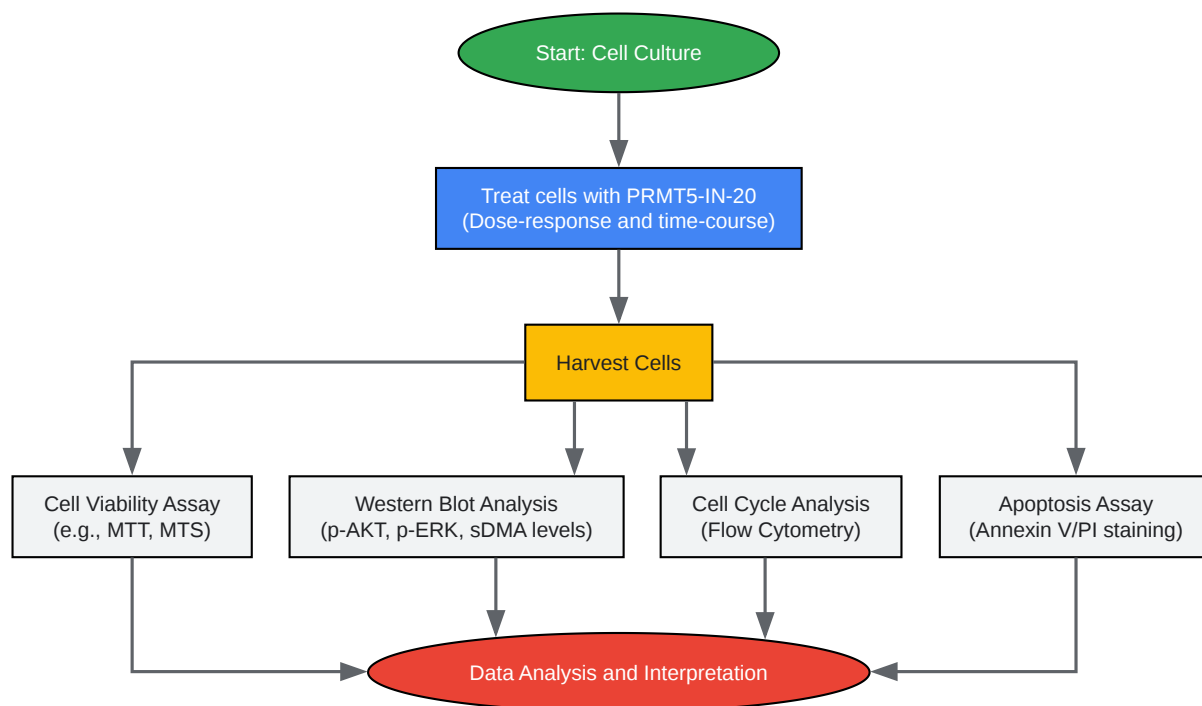 Start: Cell Culture
Treat cells with PRMT5-IN-20
(Dose-response and time-course)
Harvest Cells
Cell Viability Assay
(e.g., MTT, MTS)
Western Blot Analysis
(p-AKT, p-ERK, sDMA levels)
Cell Cycle Analysis
(Flow Cytometry)
Apoptosis Assay
(Annexin V/PI staining)
Data Analysis and Interpretation